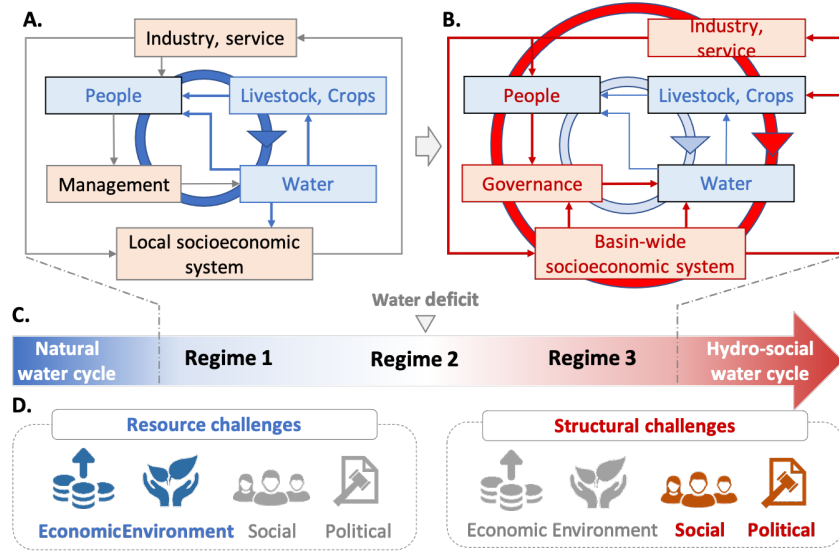 A.
Industry, service
People
Livestock, Crops
Management
Water
Local socioeconomic
system
B.
Industry,
service
People
Livestock, Crops
Governance
Water
Basin-wide
socioeconomic system
Water deficit
C.
Natural
water cycle
Regime 1
Regime 2
Regime 3
Hydro-social
water cycle
D.
Resource challenges
Economic
Environment
Social
Political
Structural challenges
Economic
Environment
Social
Political